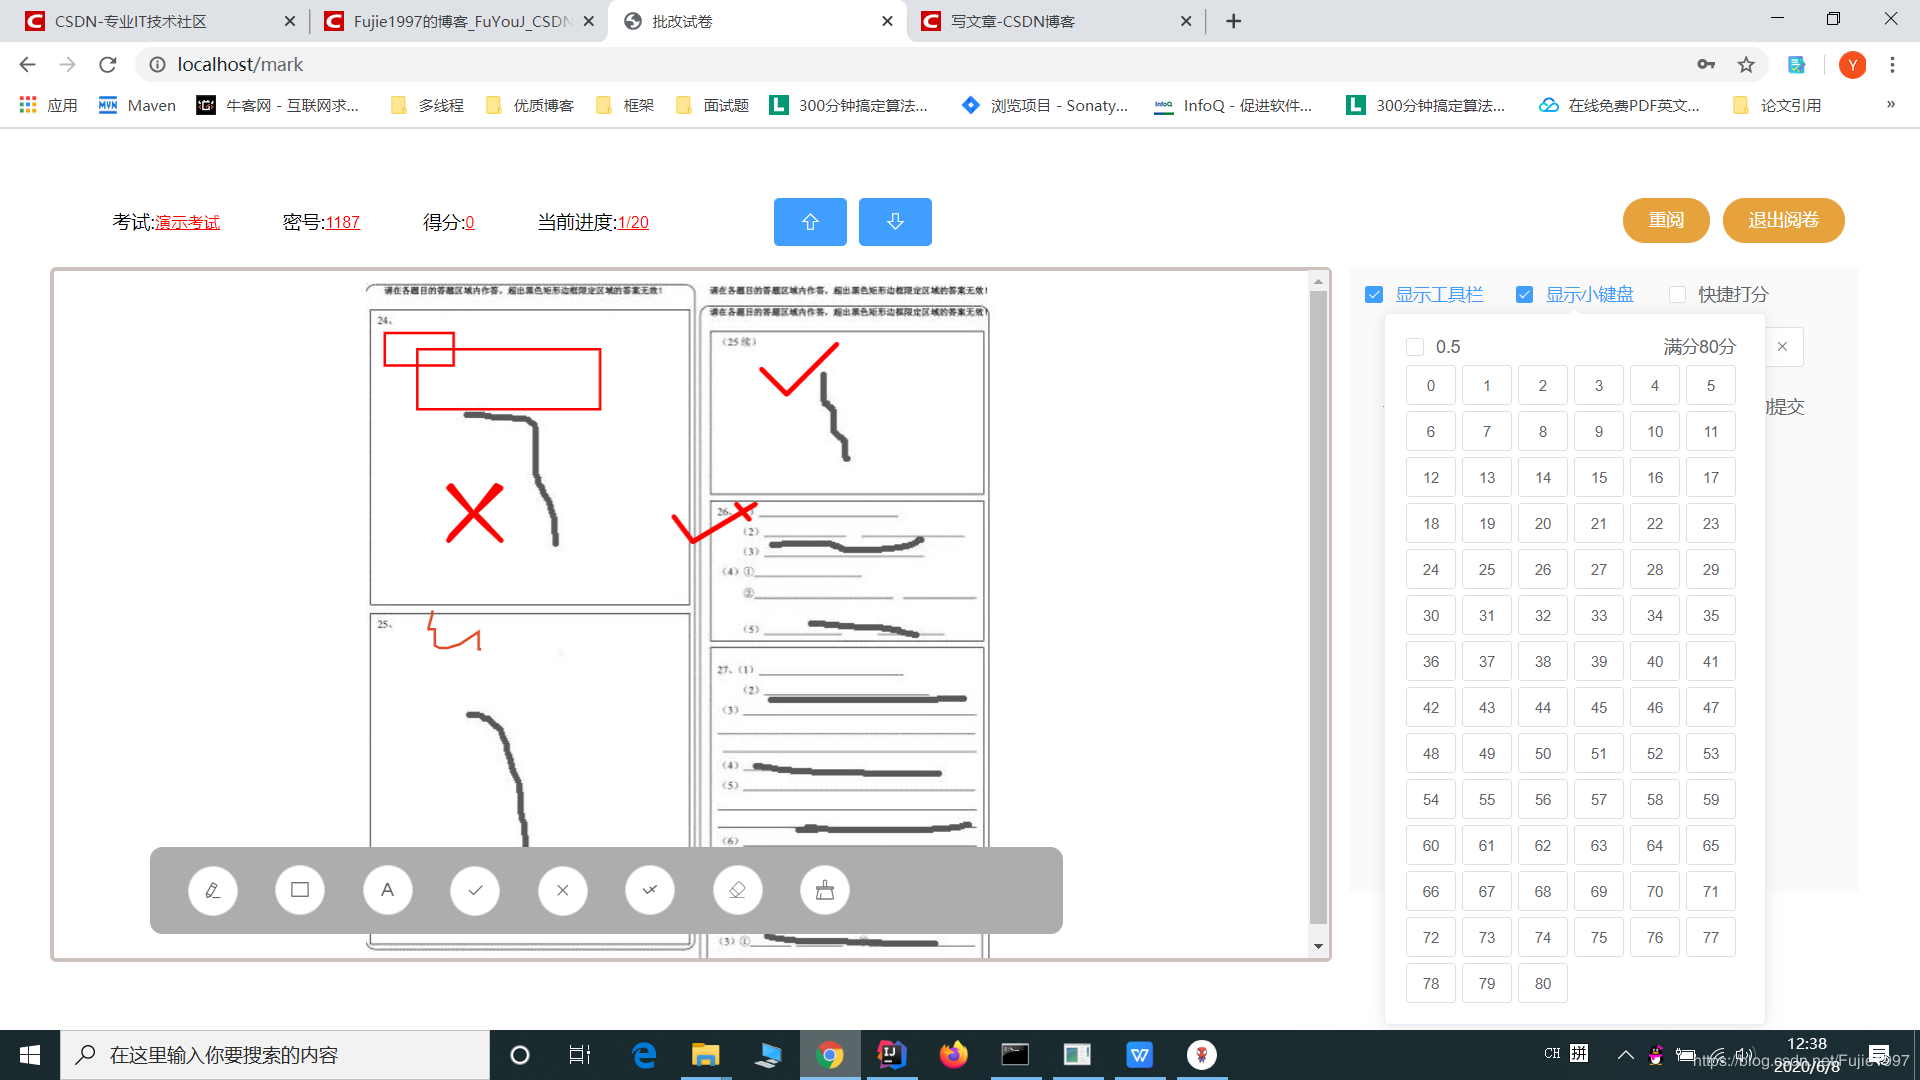 CSDN-专业IT技术社区
Fujie1997的博客_FuYouJ_CSDN
批改试卷
写文章-CSDN博客
localhost/mark
Y
应用
Maven
牛客网 - 互联网求...
多线程
优质博客
框架
面试题
300分钟搞定算法...
浏览项目 - Sonaty...
InfoQ - 促进软件...
300分钟搞定算法...
在线免费PDF英文...
论文引用
»
考试:演示考试
密号:1187
得分:0
当前进度:1/20
重阅
退出阅卷
请在各题目的答题区域内作答，超出黑色矩形边框限定区域的答案无效!
24、
25、
请在各题目的答题区域内作答，超出黑色矩形边框限定区域的答案无效!
请在各题目的答题区域内作答，超出黑色矩形边框限定区域的答案无效!
(25 续)
26、
(2)
(3)
(4) ①
②
(5)
27、(1)
(2)
(3)
(4)
(5)
(6)
(3) ①
A
显示工具栏
显示小键盘
快捷打分
0.5
满分80分
提交
0 1 2 3 4 5
6 7 8 9 10 11
12 13 14 15 16 17
18 19 20 21 22 23
24 25 26 27 28 29
30 31 32 33 34 35
36 37 38 39 40 41
42 43 44 45 46 47
48 49 50 51 52 53
54 55 56 57 58 59
60 61 62 63 64 65
66 67 68 69 70 71
72 73 74 75 76 77
78 79 80
在这里输入你要搜索的内容
CH 拼
12:38
2020/6/8
https://blog.csdn.net/Fujie1997